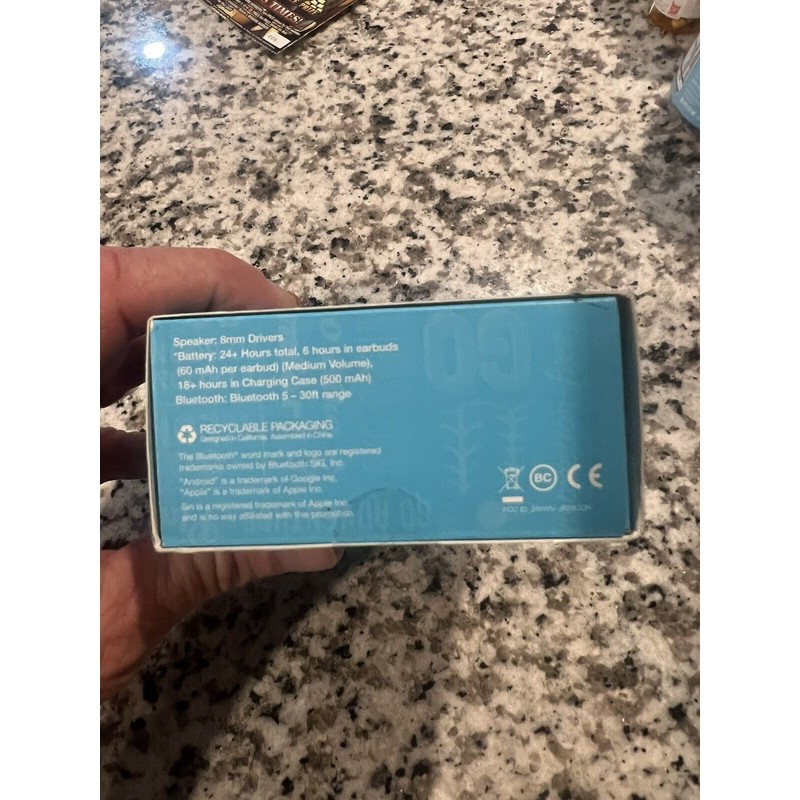 TIMES!
Speaker: 8mm Drivers
*Battery: 24+ Hours total, 6 hours in earbuds
(60 mAh per earbud) (Medium Volume),
18+ hours in Charging Case (500 mAh)
Bluetooth: Bluetooth 5 – 30ft range
RECYCLABLE PACKAGING
Designed in California. Assembled in China.
The Bluetooth® word mark and logo are registered
trademarks owned by Bluetooth SIG, Inc.
"Android" is a trademark of Google Inc.
"Apple" is a trademark of Apple Inc.
Siri is a registered trademark of Apple Inc.
and is no way affiliated with this promotion.
BC CE